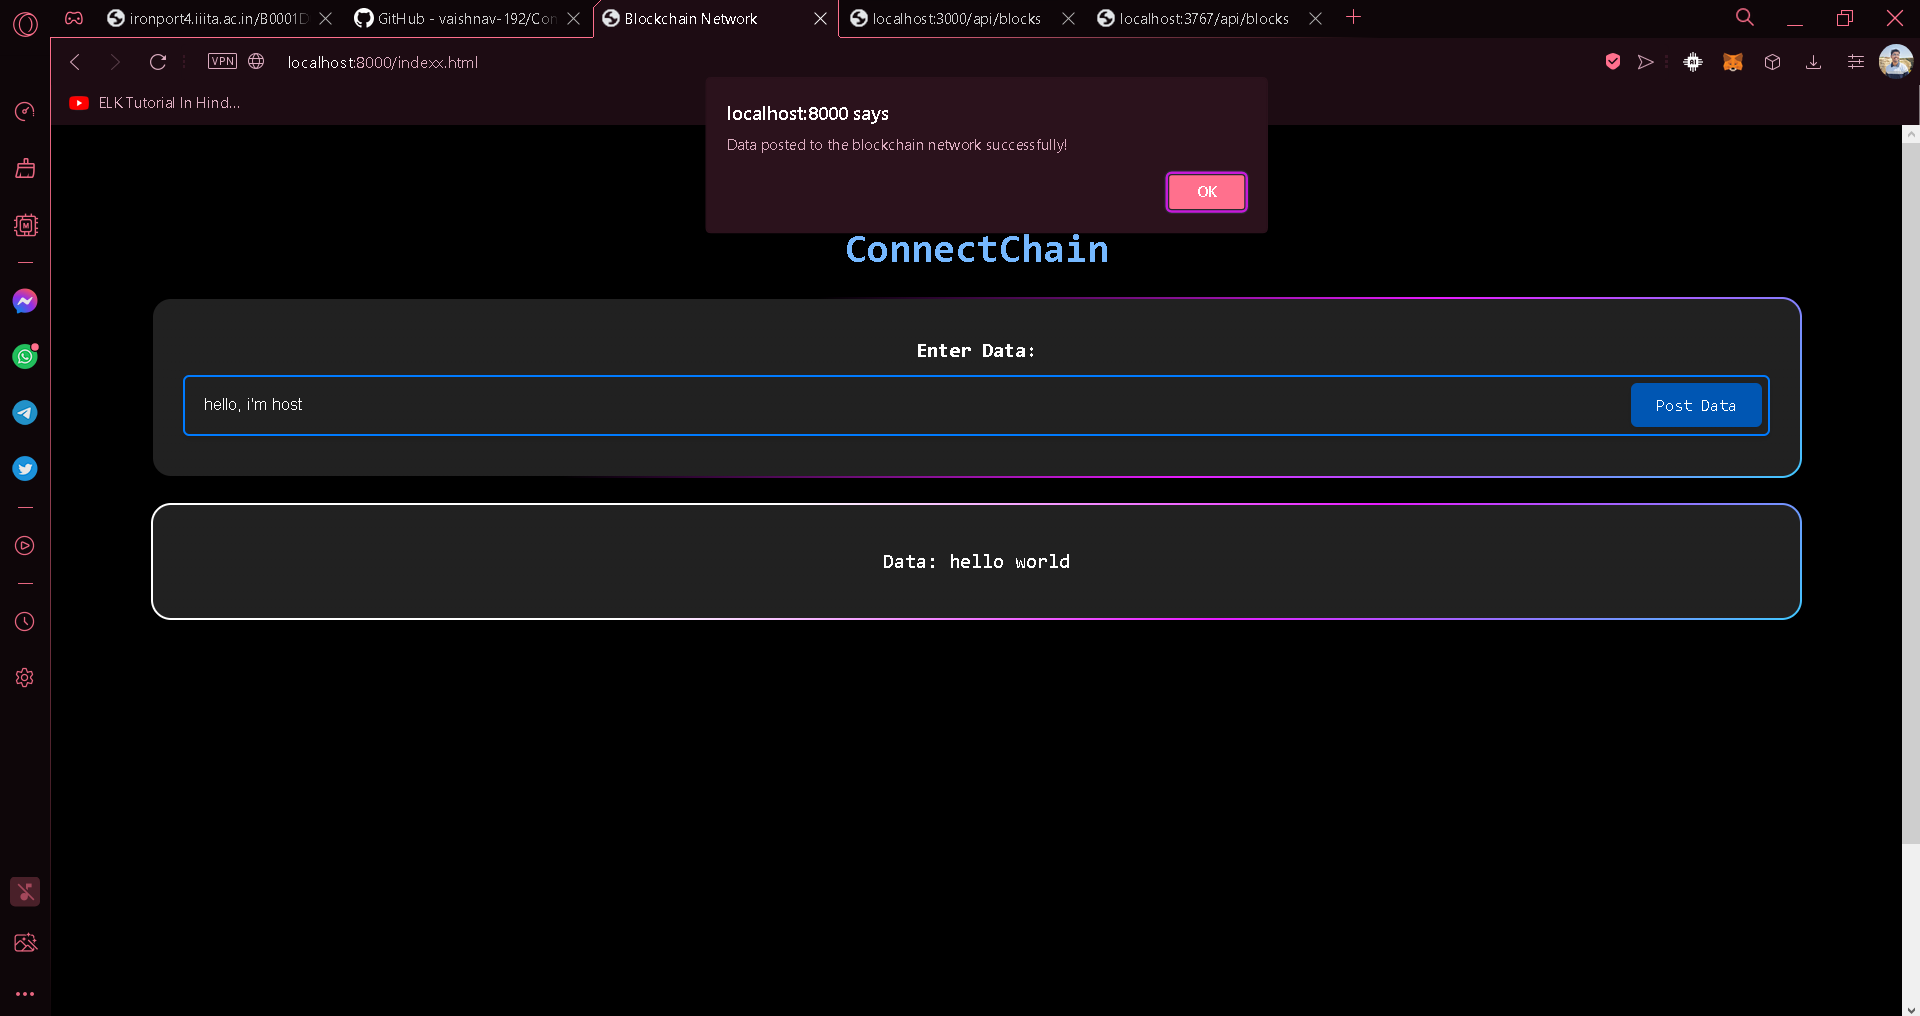 ironport4.iiita.ac.in/B0001D
GitHub - vaishnav-192/Con
Blockchain Network
localhost:3000/api/blocks
localhost:3767/api/blocks
VPN
localhost:8000/indexx.html
AI
ELK Tutorial In Hind...
localhost:8000 says
Data posted to the blockchain network successfully!
OK
M
ConnectChain
Enter Data:
hello, i'm host
Post Data
Data: hello world